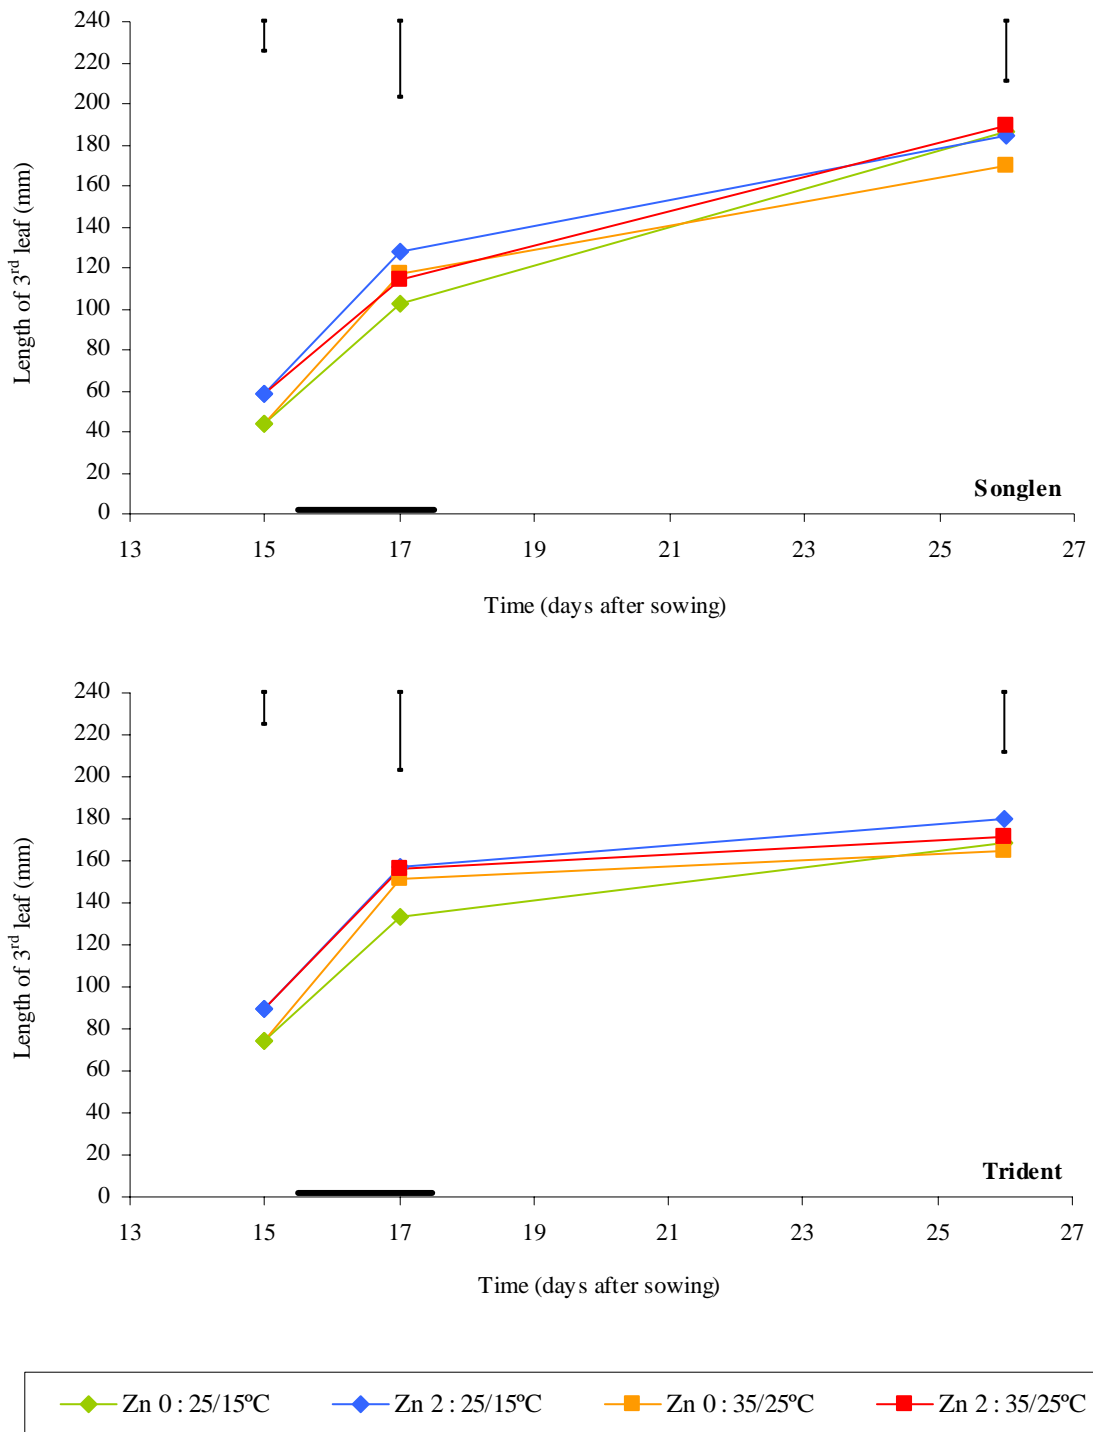 240
220
200
180
160
140
120
100
80
60
40
20
0
Length of 3rd leaf (mm)
Songlen
13 15 17 19 21 23 25 27
Time (days after sowing)
240
220
200
180
160
140
120
100
80
60
40
20
0
Length of 3rd leaf (mm)
Trident
13 15 17 19 21 23 25 27
Time (days after sowing)
Zn 0 : 25/15ºC Zn 2 : 25/15ºC Zn 0 : 35/25ºC Zn 2 : 35/25ºC